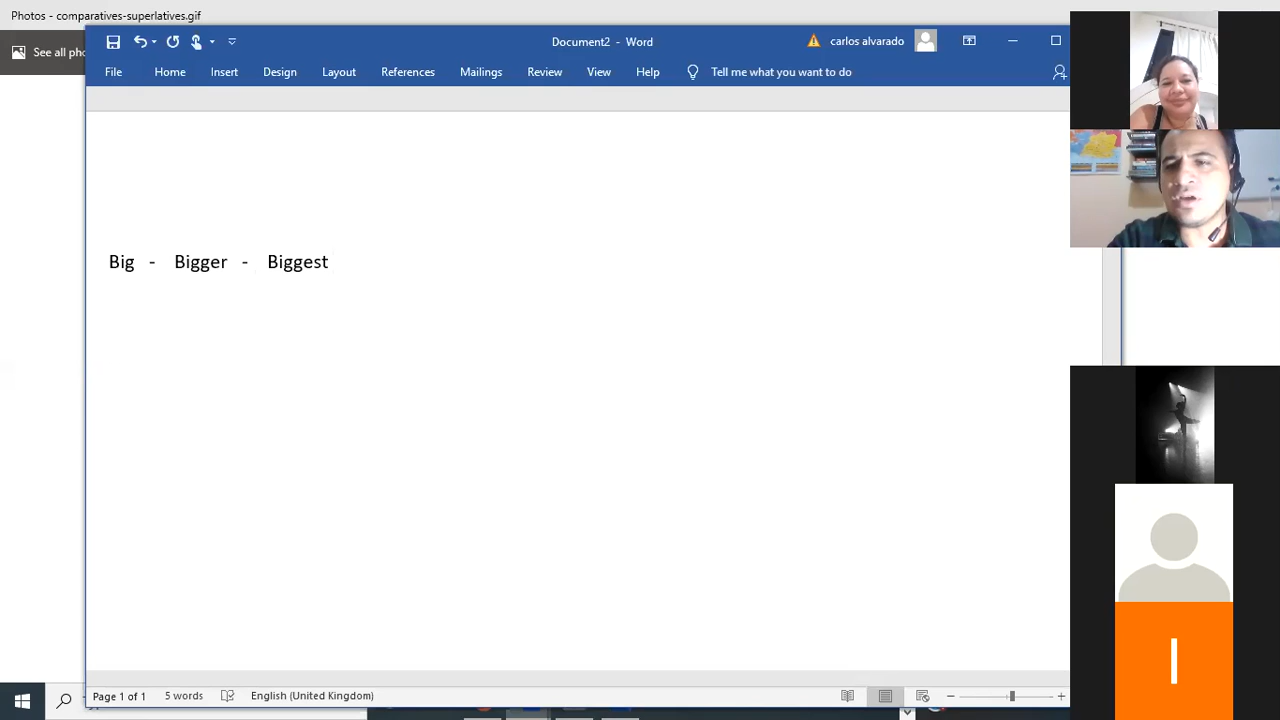 Photos - comparatives-superlatives.gif
See all pho
Document2 - Word
carlos alvarado
File Home Insert Design Layout References Mailings Review View Help Tell me what you want to do
Big - Bigger - Biggest
Page 1 of 1 5 words English (United Kingdom)
I